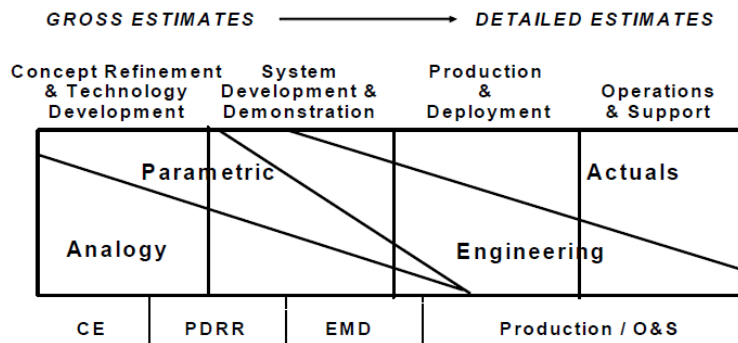 GROSS ESTIMATES
DETAILED ESTIMATES
Concept Refinement
& Technology
Development
System
Development &
Demonstration
Production
&
Deployment
Operations
& Support
Parametric
Actuals
Analogy
Engineering
CE
PDRR
EMD
Production / O&S